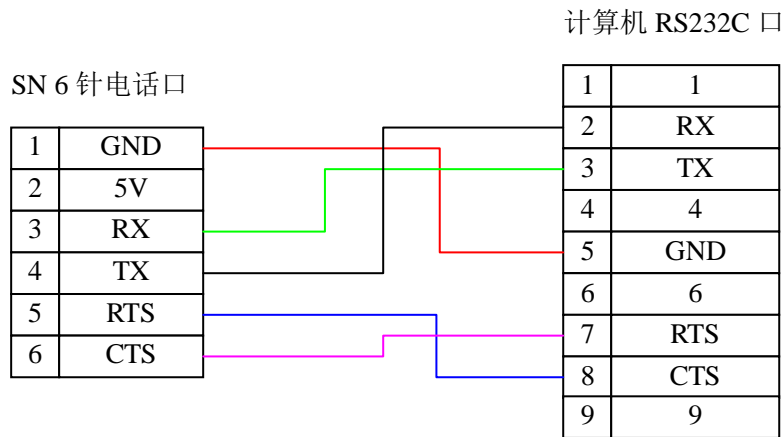 计算机 RS232C 口
SN 6 针电话口
1 GND
2 5V
3 RX
4 TX
5 RTS
6 CTS
1 1
2 RX
3 TX
4 4
5 GND
6 6
7 RTS
8 CTS
9 9